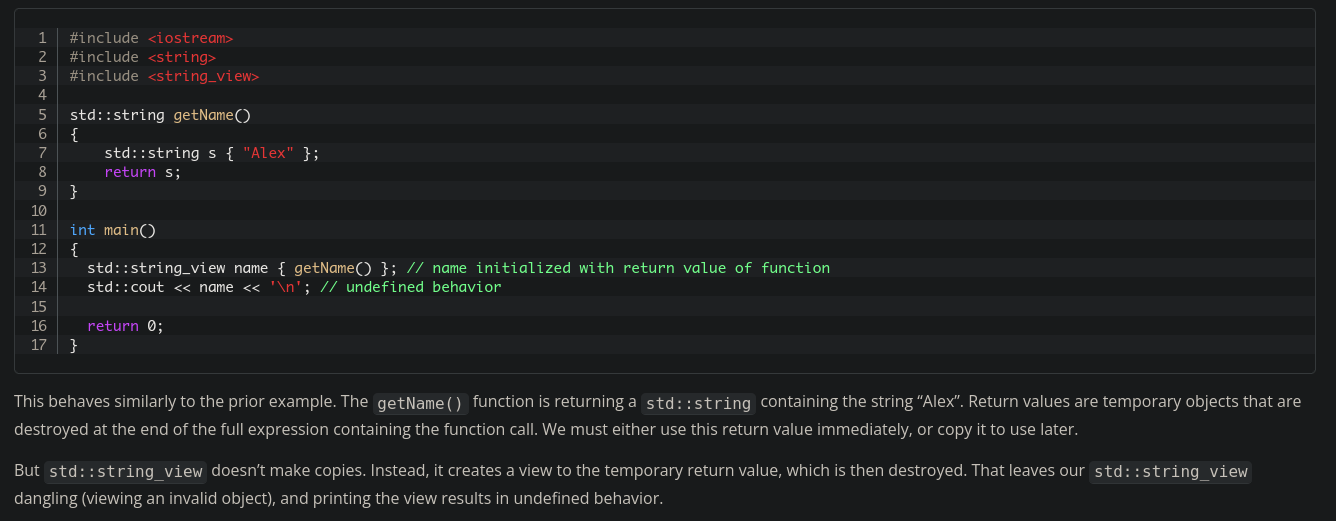 1 #include <iostream>
2 #include <string>
3 #include <string_view>
4
5 std::string getName()
6 {
7     std::string s { "Alex" };
8     return s;
9 }
10
11 int main()
12 {
13   std::string_view name { getName() }; // name initialized with return value of function
14   std::cout << name << '\n'; // undefined behavior
15
16   return 0;
17 }
This behaves similarly to the prior example. The getName() function is returning a std::string containing the string “Alex”. Return values are temporary objects that are
destroyed at the end of the full expression containing the function call. We must either use this return value immediately, or copy it to use later.
But std::string_view doesn’t make copies. Instead, it creates a view to the temporary return value, which is then destroyed. That leaves our std::string_view
dangling (viewing an invalid object), and printing the view results in undefined behavior.